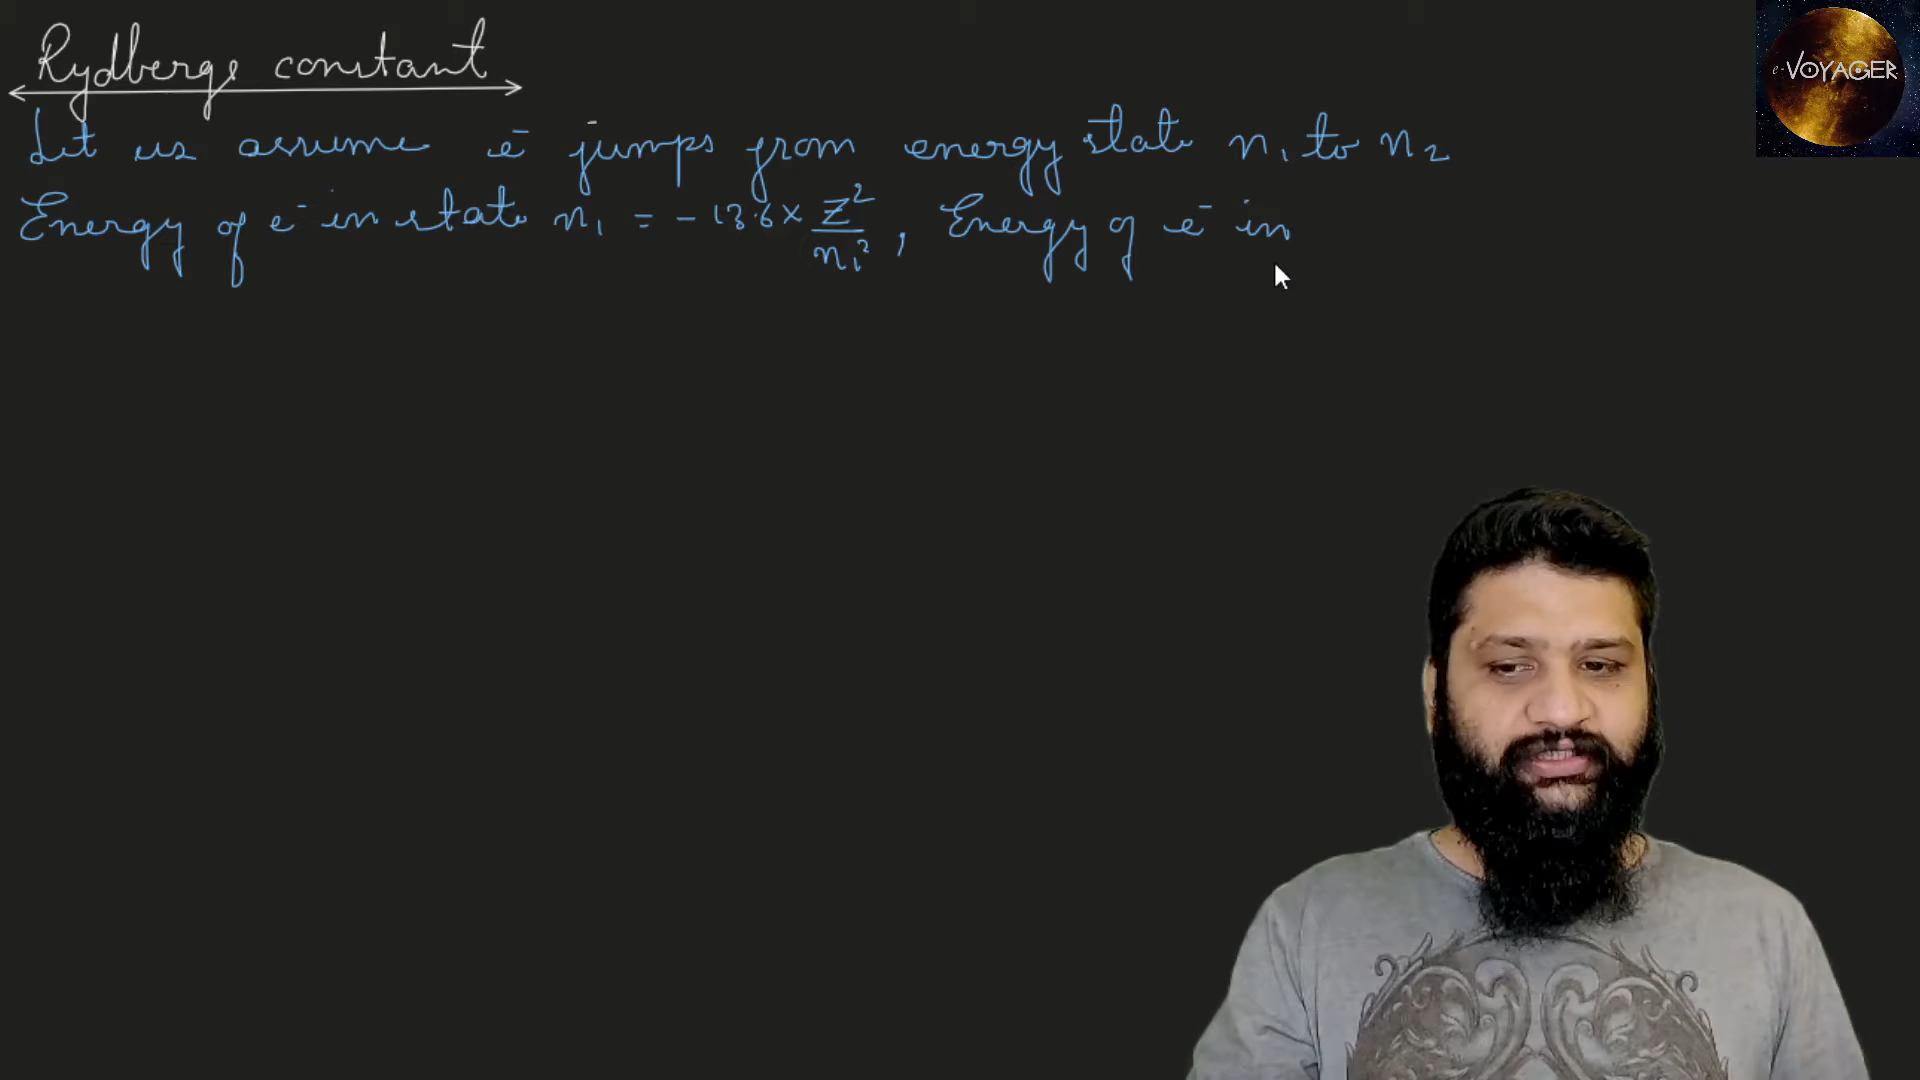 Rydbergs constant
e-VOYAGER
Let us assume e⁻ jumps from energy state n₁ to n₂
Energy of e⁻ in state n₁ = -13.6 × Z²/n₁² , Energy of e⁻ in